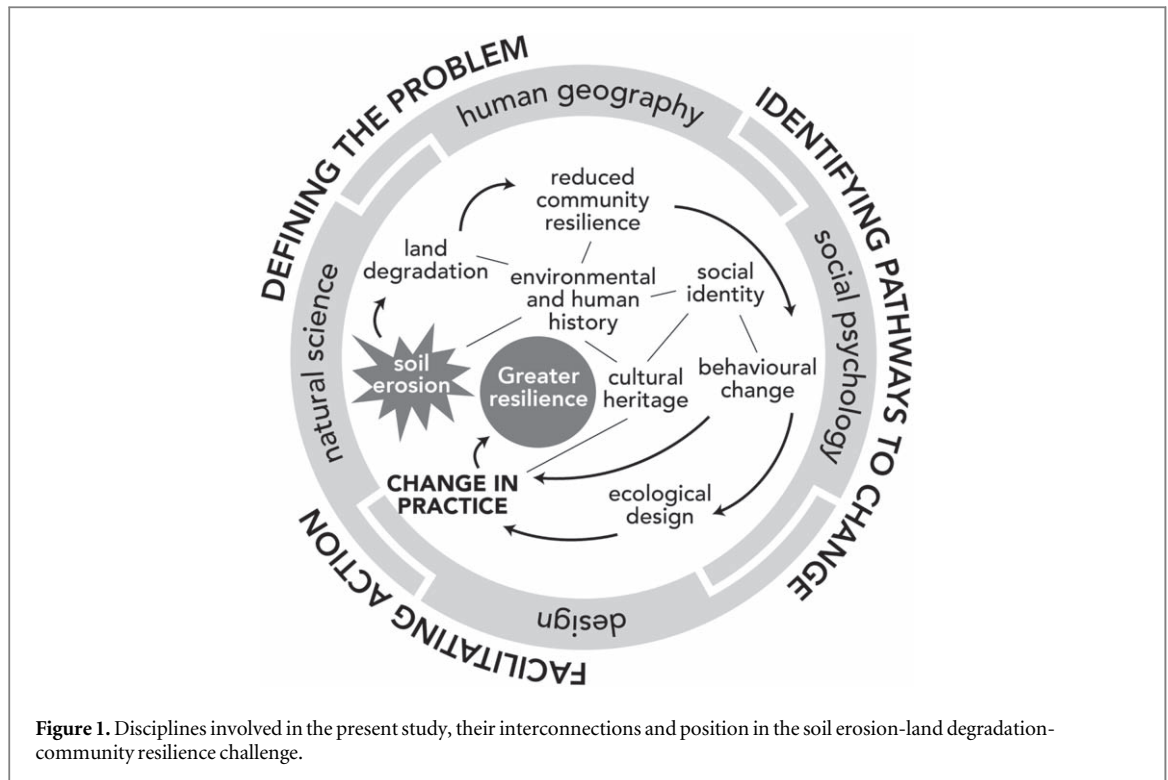 DEFINING THE PROBLEM
IDENTIFYING PATHWAYS TO CHANGE
FACILITATING ACTION
human geography
social psychology
design
natural science
reduced
community
resilience
land
degradation
environmental
and human
history
social
identity
soil
erosion
Greater
resilience
cultural
heritage
behavioural
change
CHANGE IN
PRACTICE
ecological
design
Figure 1. Disciplines involved in the present study, their interconnections and position in the soil erosion-land degradation-
community resilience challenge.